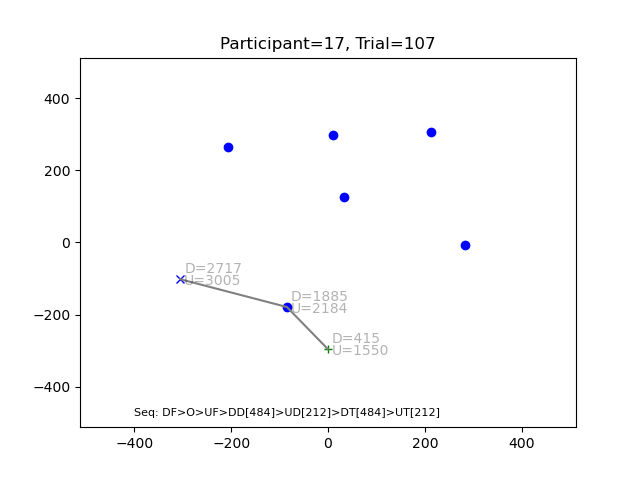 Participant=17, Trial=107
400
200
0
−200
−400
D=2717
U=3005
D=1885
U=2184
D=415
U=1550
Seq: DF>O>UF>DD[484]>UD[212]>DT[484]>UT[212]
−400 −200 0 200 400